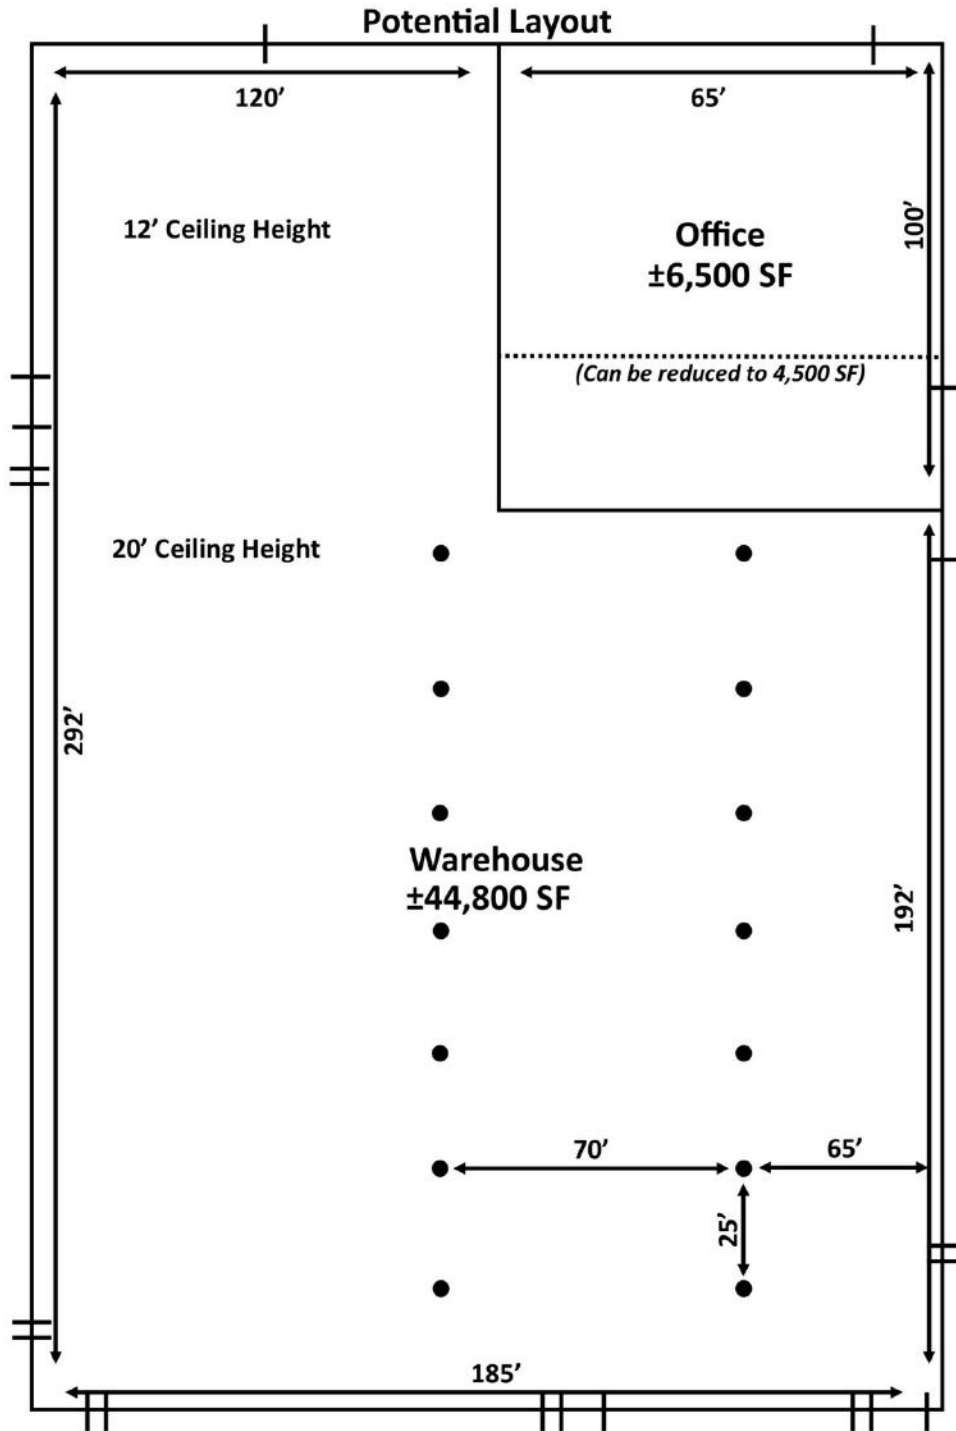 Potential Layout
120’
65’
12’ Ceiling Height
100’
Office
±6,500 SF
(Can be reduced to 4,500 SF)
20’ Ceiling Height
292’
Warehouse
±44,800 SF
192’
70’
65’
25’
185’